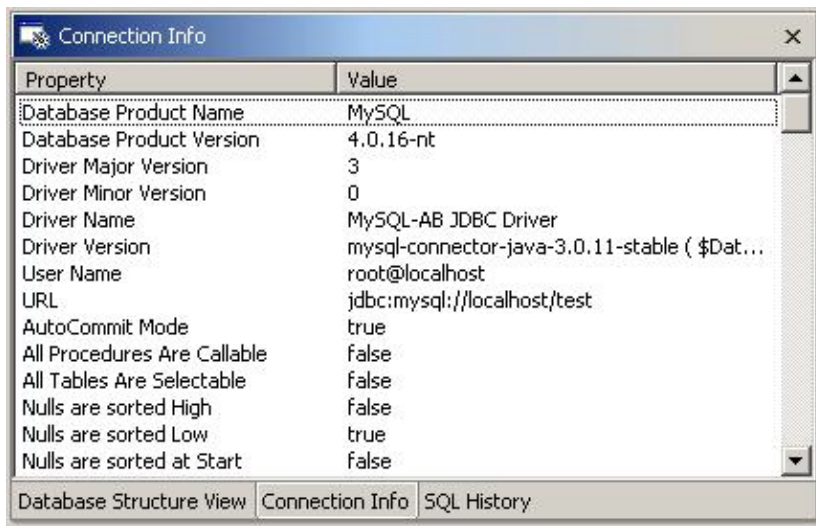 Connection Info
Property Value
Database Product Name MySQL
Database Product Version 4.0.16-nt
Driver Major Version 3
Driver Minor Version 0
Driver Name MySQL-AB JDBC Driver
Driver Version mysql-connector-java-3.0.11-stable ( $Dat...
User Name root@localhost
URL jdbc:mysql://localhost/test
AutoCommit Mode true
All Procedures Are Callable false
All Tables Are Selectable false
Nulls are sorted High false
Nulls are sorted Low true
Nulls are sorted at Start false
Database Structure View Connection Info SQL History